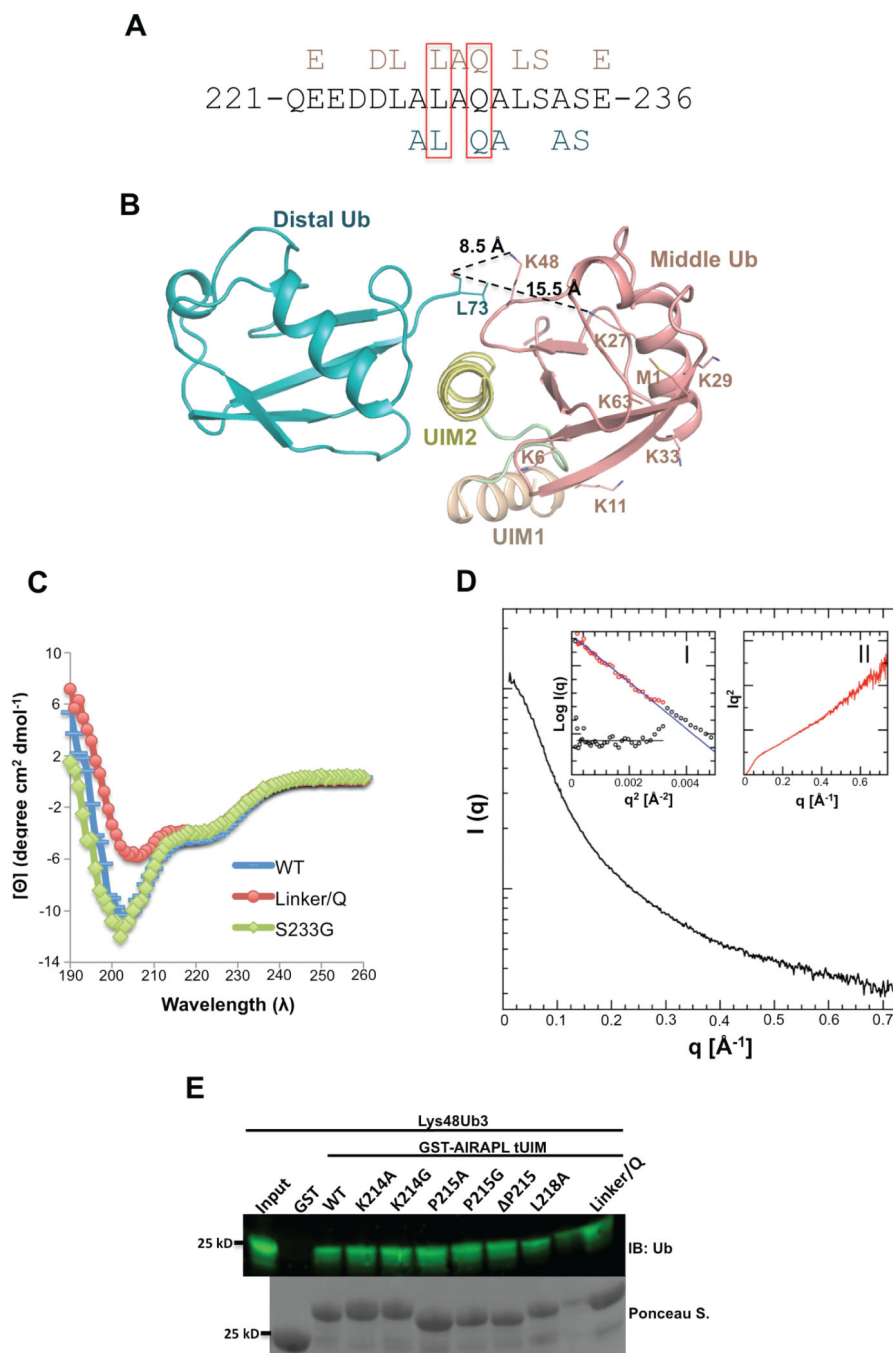 A
E DL LAQ LS E
221-QEEDDLALAQALSASE-236
AL QA AS
B
Distal Ub
8.5 Å
K48
Middle Ub
15.5 Å
L73
K27
M1
K29
K63
UIM2
K6
K33
K11
UIM1
C
D
10
6
2
-2
-6
-10
-14
[Θ] (degree cm2 dmol-1)
WT
Linker/Q
S233G
190 200 210 220 230 240 250 260
Wavelength (λ)
I (q)
Log I(q)
I
0 0.002 0.004
q2 [Å-2]
Iq2
II
0 0.2 0.4 0.6
q [Å-1]
0 0.1 0.2 0.3 0.4 0.5 0.6 0.7
q [Å-1]
E
Lys48Ub3
GST-AIRAPL tUIM
Input GST WT K214A K214G P215A P215G ΔP215 L218A Linker/Q
25 kD
IB: Ub
Ponceau S.
25 kD